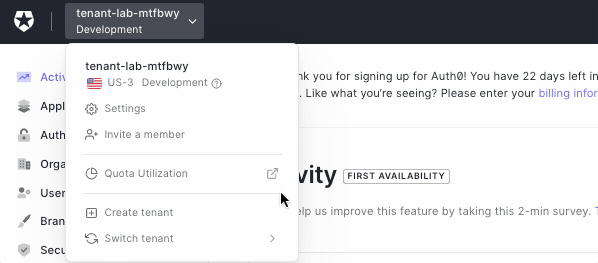 tenant-lab-mtfbwy
Development
tenant-lab-mtfbwy
US-3 Development
Settings
Invite a member
Quota Utilization
Create tenant
Switch tenant
Activ
Appl
Auth
Orga
User
Bran
Secu
nk you for signing up for Auth0! You have 22 days left in
. Like what you're seeing? Please enter your billing infor
vity FIRST AVAILABILITY
elp us improve this feature by taking this 2-min survey. T